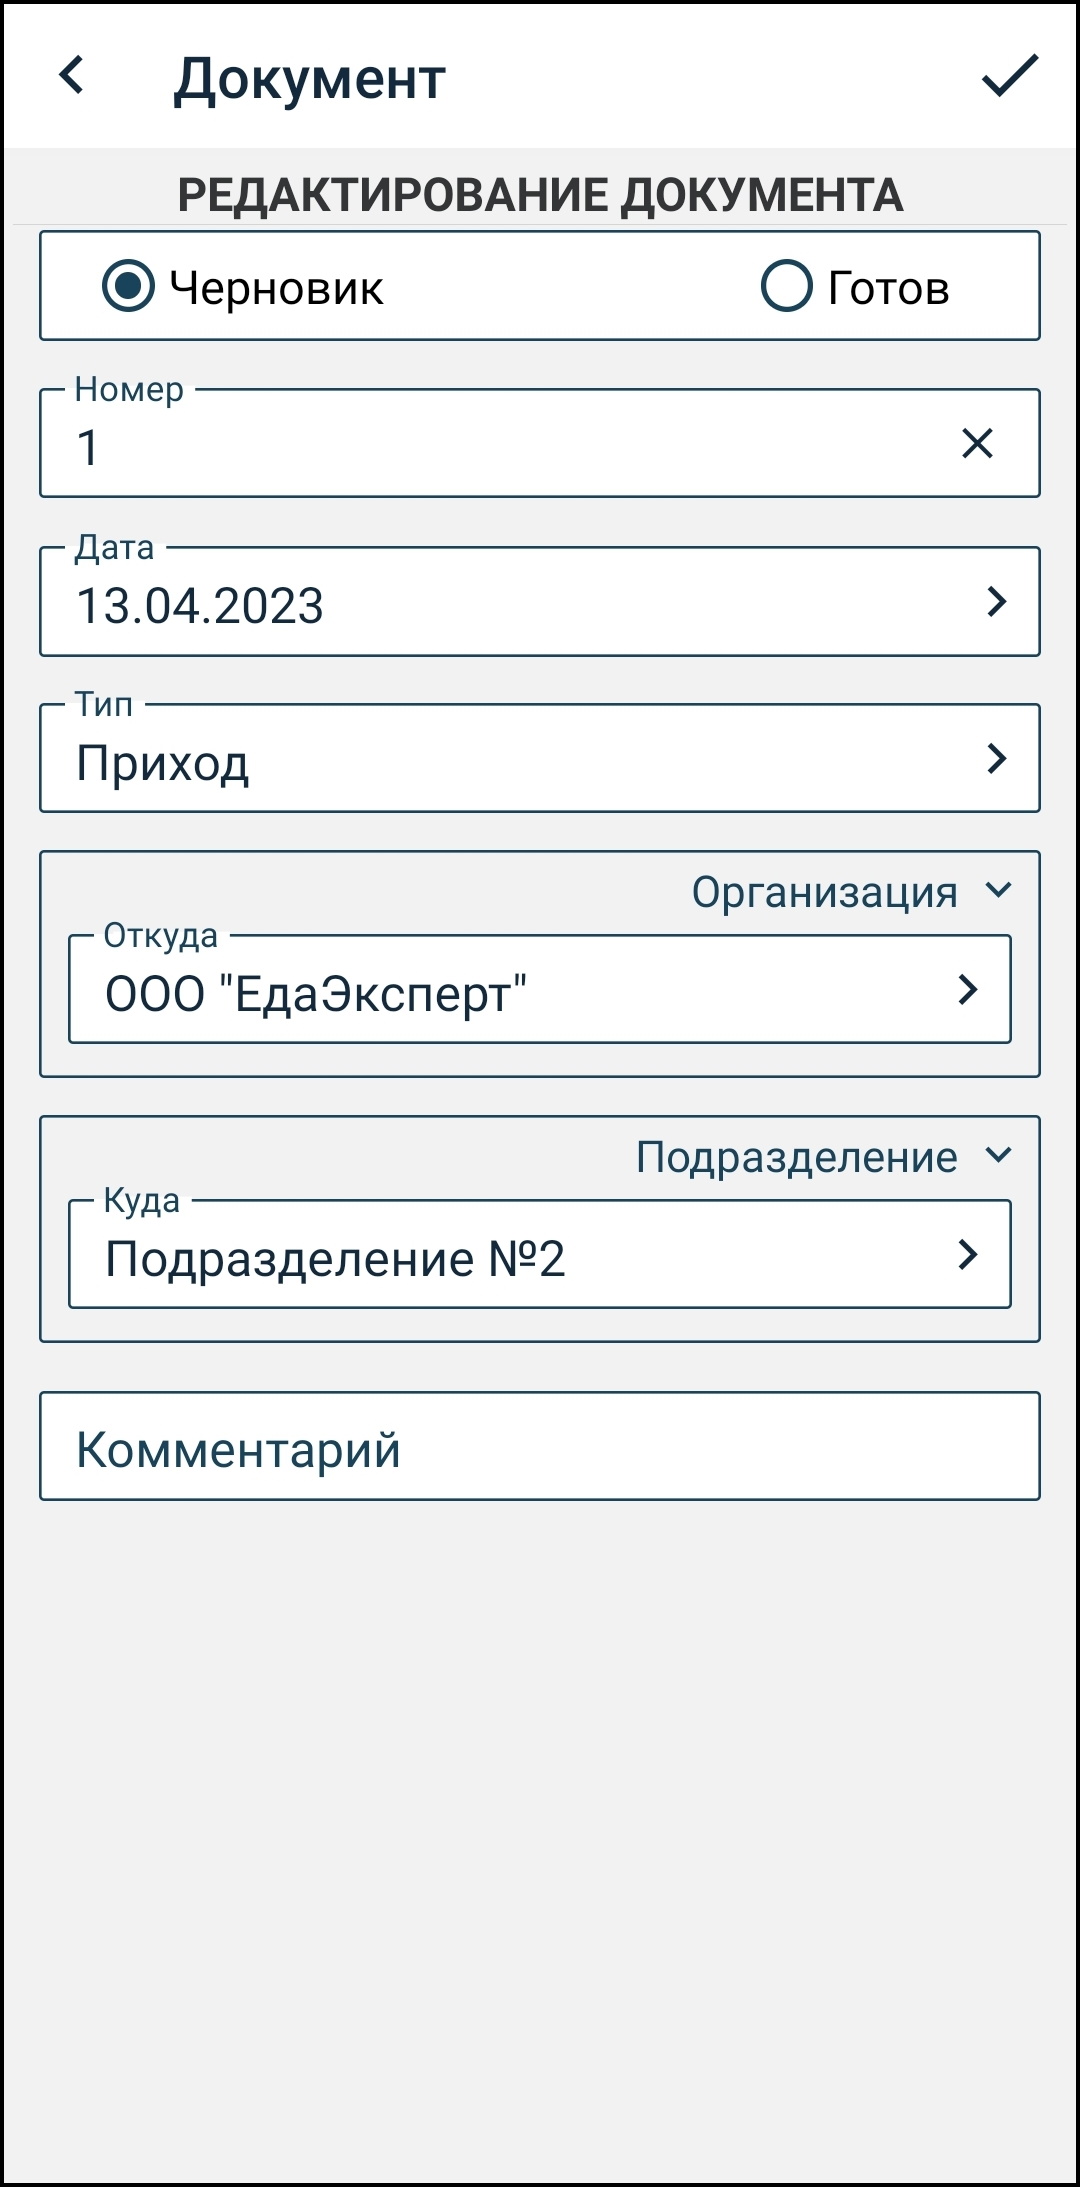 Документ
РЕДАКТИРОВАНИЕ ДОКУМЕНТА
Черновик Готов
Номер
1
Дата
13.04.2023
Тип
Приход
Организация
Откуда
ООО "ЕдаЭксперт"
Подразделение
Куда
Подразделение №2
Комментарий